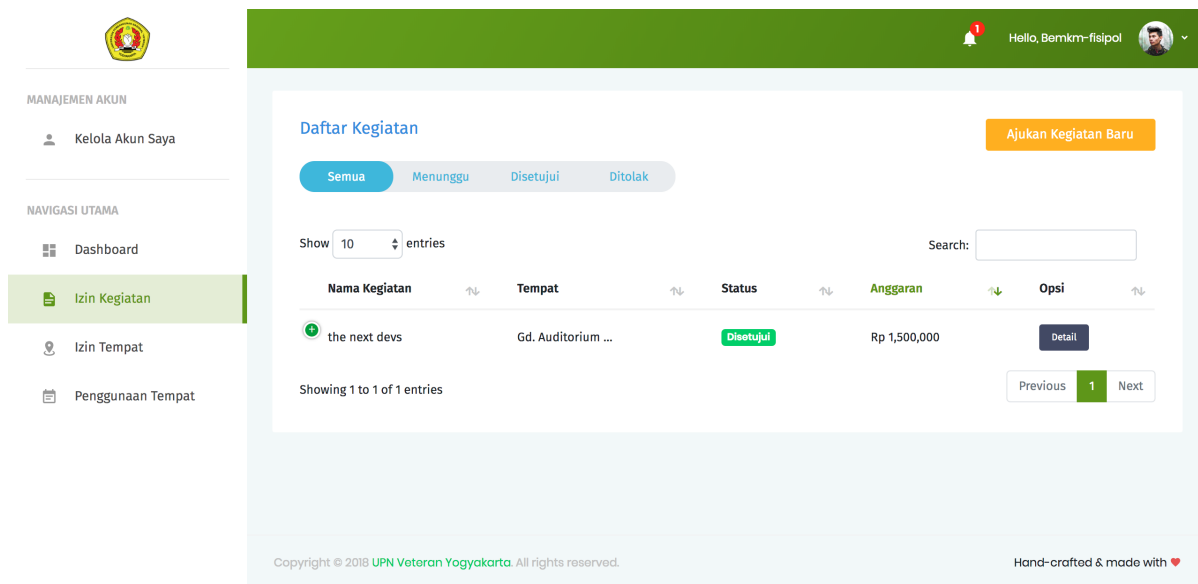 1
Hello, Bemkm-fisipol
MANAJEMEN AKUN
Kelola Akun Saya
NAVIGASI UTAMA
Dashboard
Izin Kegiatan
Izin Tempat
Penggunaan Tempat
Daftar Kegiatan
Ajukan Kegiatan Baru
Semua Menunggu Disetujui Ditolak
Show 10 entries
Search:
Nama Kegiatan Tempat Status Anggaran Opsi
the next devs Gd. Auditorium ... Disetujui Rp 1,500,000 Detail
Showing 1 to 1 of 1 entries
Previous 1 Next
Copyright © 2018 UPN Veteran Yogyakarta. All rights reserved.
Hand-crafted & made with